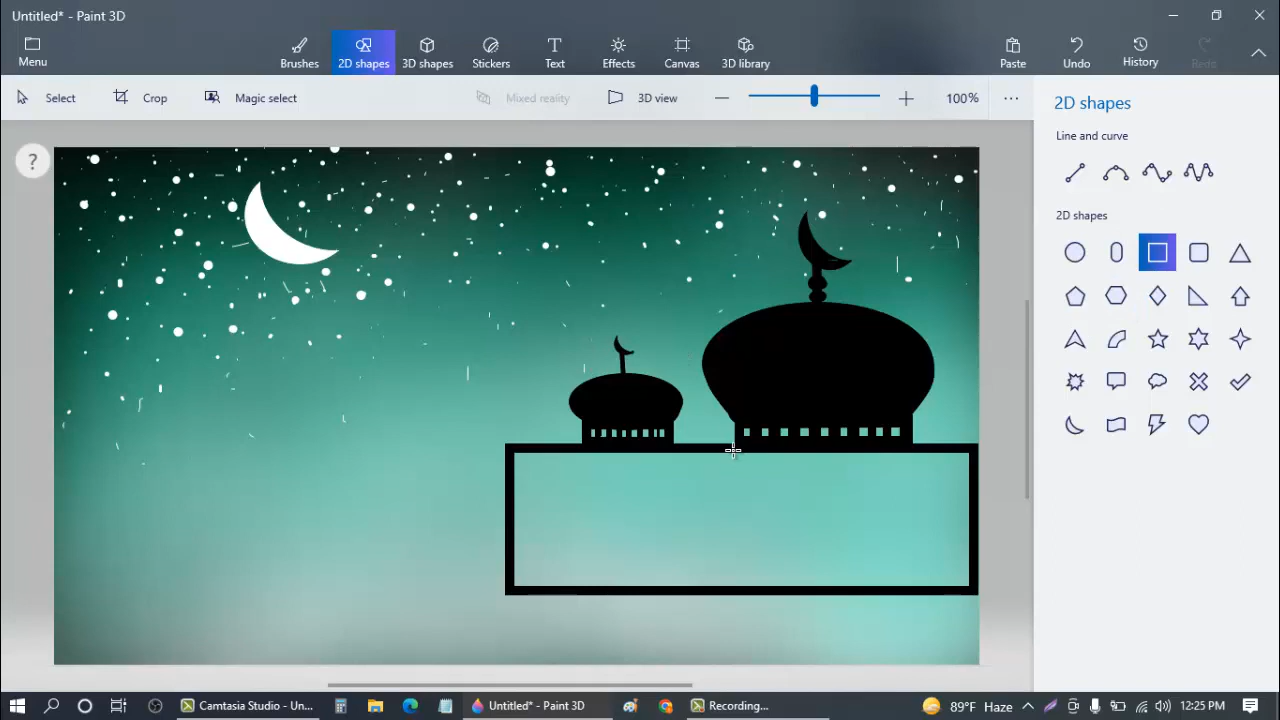 Untitled* - Paint 3D
Menu
Brushes
2D shapes
3D shapes
Stickers
Text
Effects
Canvas
3D library
Paste
Undo
History
Redo
Select
Crop
Magic select
Mixed reality
3D view
100%
2D shapes
Line and curve
2D shapes
?
Camtasia Studio - Un...
Untitled* - Paint 3D
Recording...
89°F Haze
12:25 PM